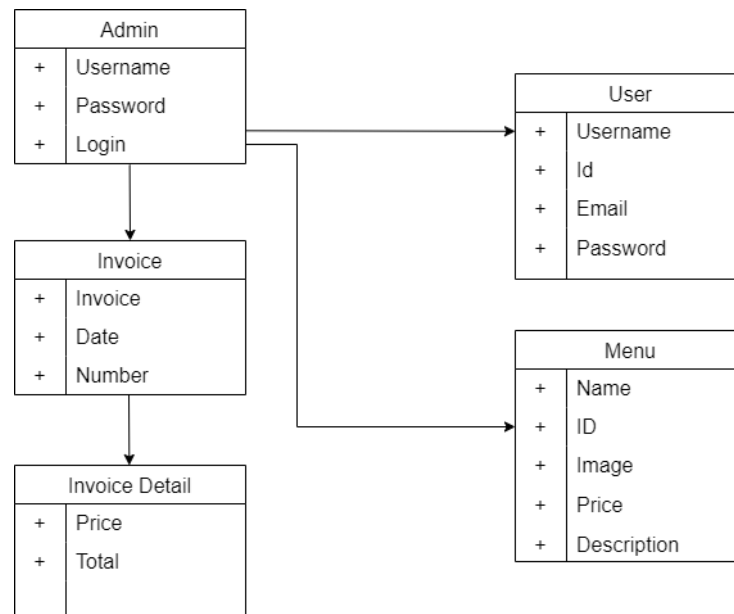 Admin
+ Username
+ Password
+ Login
User
+ Username
+ Id
+ Email
+ Password
Invoice
+ Invoice
+ Date
+ Number
Menu
+ Name
+ ID
+ Image
+ Price
+ Description
Invoice Detail
+ Price
+ Total